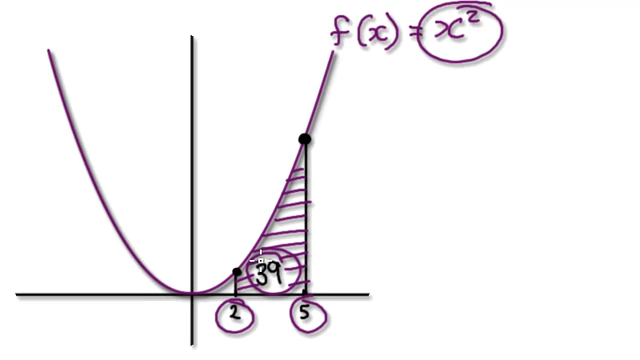 f(x) = x²
39
2 5